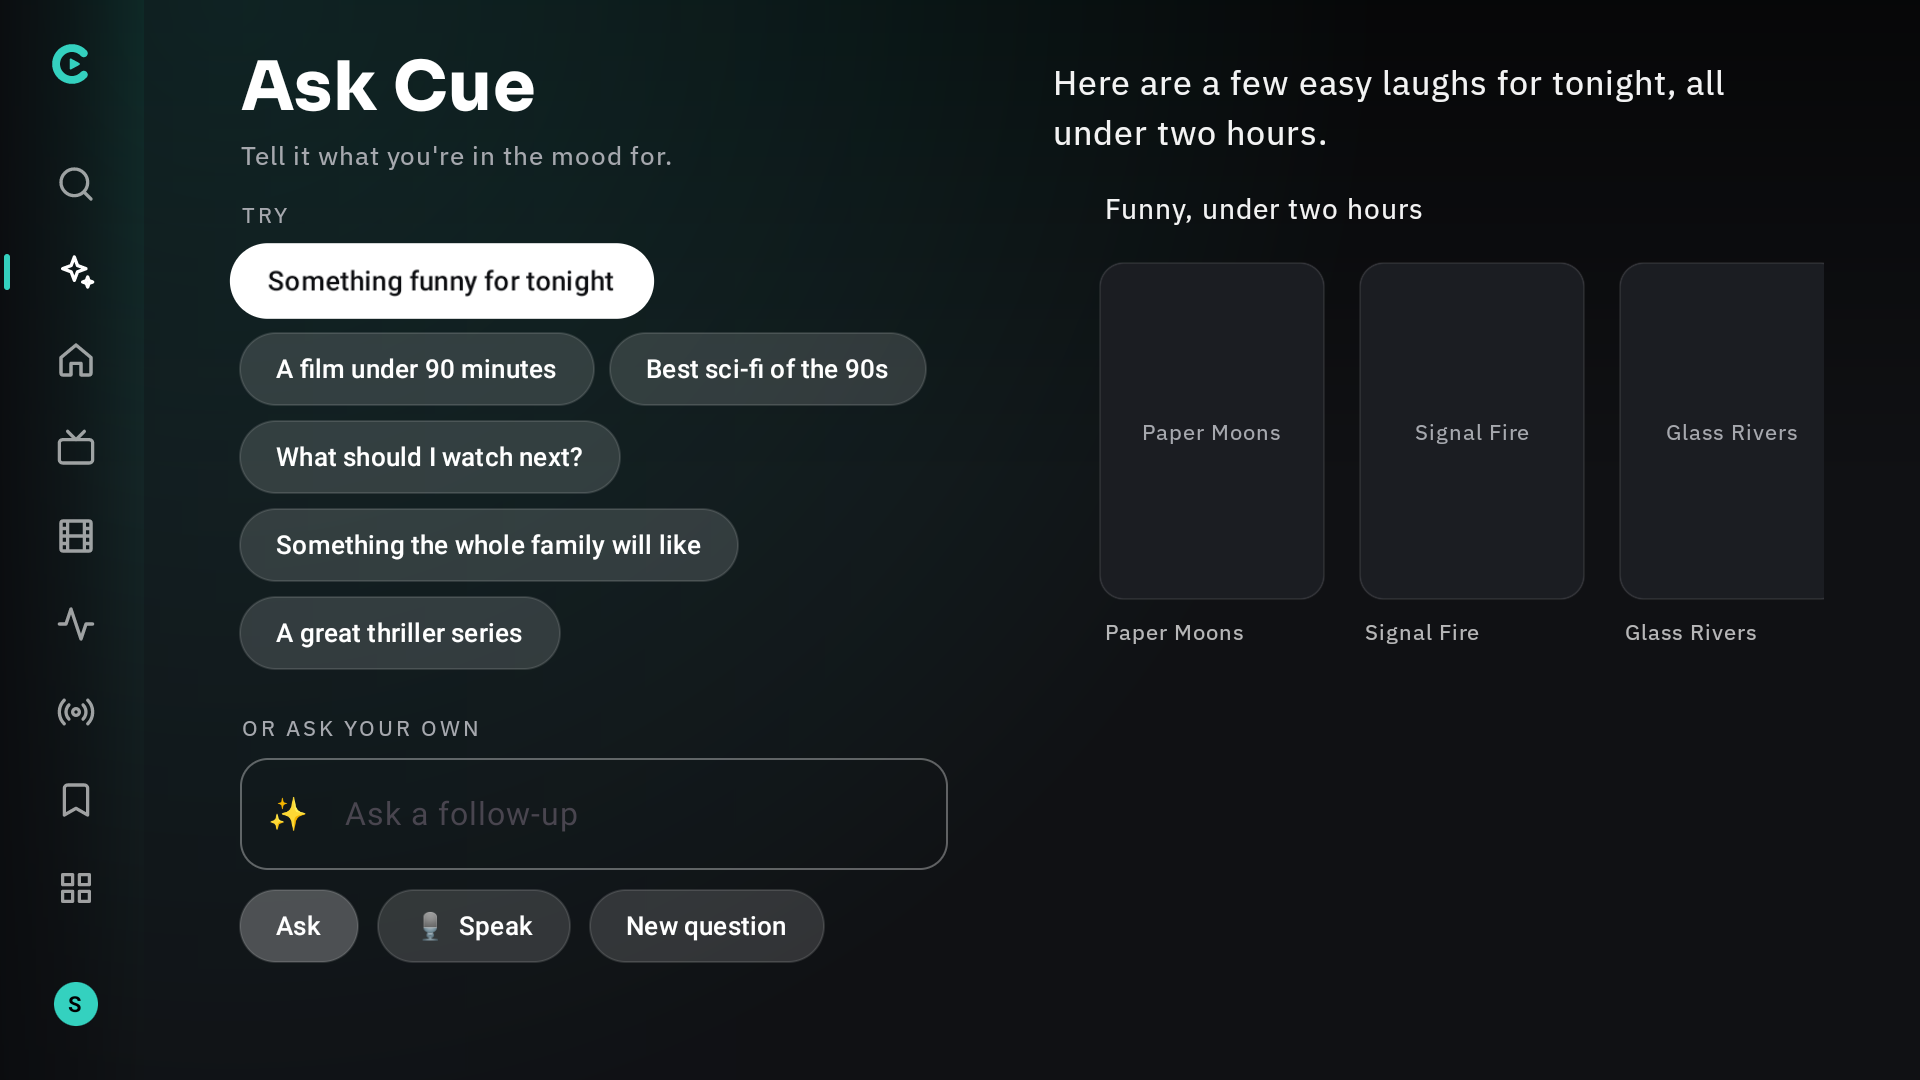 Ask Cue
Tell it what you're in the mood for.
TRY
Something funny for tonight
A film under 90 minutes
Best sci-fi of the 90s
What should I watch next?
Something the whole family will like
A great thriller series
OR ASK YOUR OWN
Ask a follow-up
Ask
Speak
New question
S
Here are a few easy laughs for tonight, all
under two hours.
Funny, under two hours
Paper Moons
Signal Fire
Glass Rivers
Paper Moons
Signal Fire
Glass Rivers